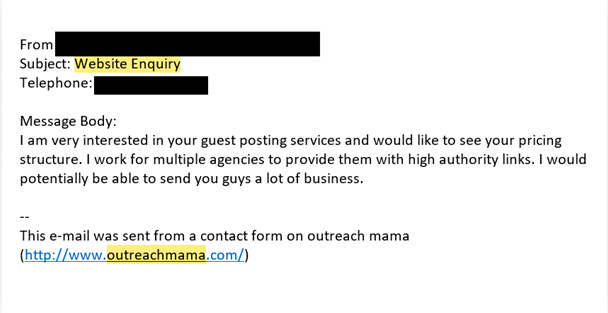 From
Subject: Website Enquiry
Telephone:
Message Body:
I am very interested in your guest posting services and would like to see your pricing
structure. I work for multiple agencies to provide them with high authority links. I would
potentially be able to send you guys a lot of business.
--
This e-mail was sent from a contact form on outreach mama
(http://www.outreachmama.com/)